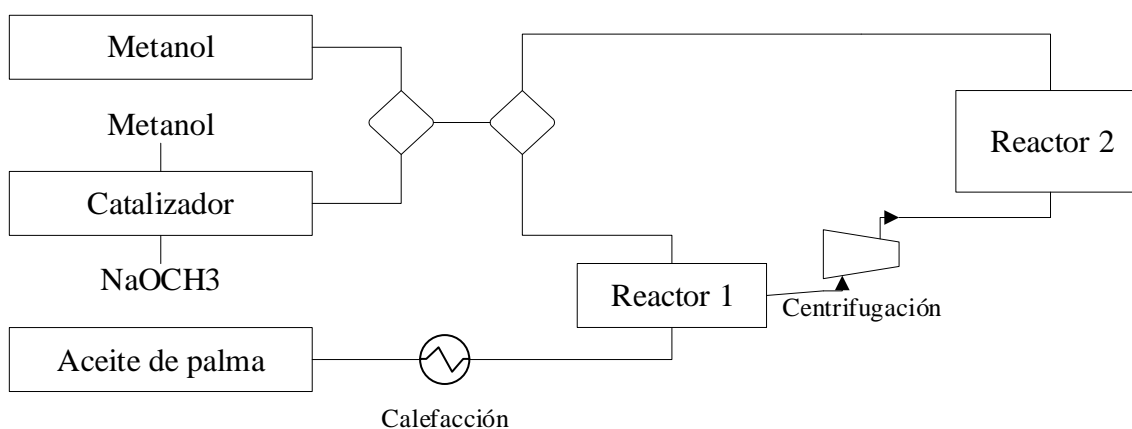 Metanol
Metanol
Catalizador
NaOCH3
Aceite de palma
Calefacción
Reactor 1
Centrifugación
Reactor 2